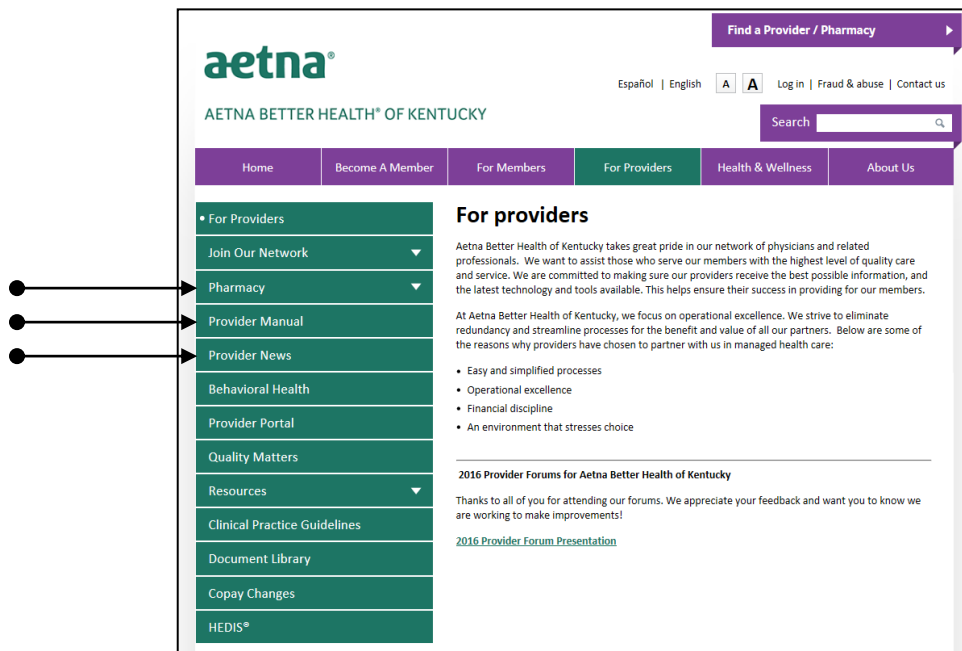 Find a Provider / Pharmacy
aetna®
Español | English A A Log in | Fraud & abuse | Contact us
AETNA BETTER HEALTH® OF KENTUCKY
Search
Home Become A Member For Members For Providers Health & Wellness About Us
• For Providers
Join Our Network
Pharmacy
Provider Manual
Provider News
Behavioral Health
Provider Portal
Quality Matters
Resources
Clinical Practice Guidelines
Document Library
Copay Changes
HEDIS®
For providers
Aetna Better Health of Kentucky takes great pride in our network of physicians and related
professionals. We want to assist those who serve our members with the highest level of quality care
and service. We are committed to making sure our providers receive the best possible information, and
the latest technology and tools available. This helps ensure their success in providing for our members.
At Aetna Better Health of Kentucky, we focus on operational excellence. We strive to eliminate
redundancy and streamline processes for the benefit and value of all our partners. Below are some of
the reasons why providers have chosen to partner with us in managed health care:
• Easy and simplified processes
• Operational excellence
• Financial discipline
• An environment that stresses choice
2016 Provider Forums for Aetna Better Health of Kentucky
Thanks to all of you for attending our forums. We appreciate your feedback and want you to know we
are working to make improvements!
2016 Provider Forum Presentation